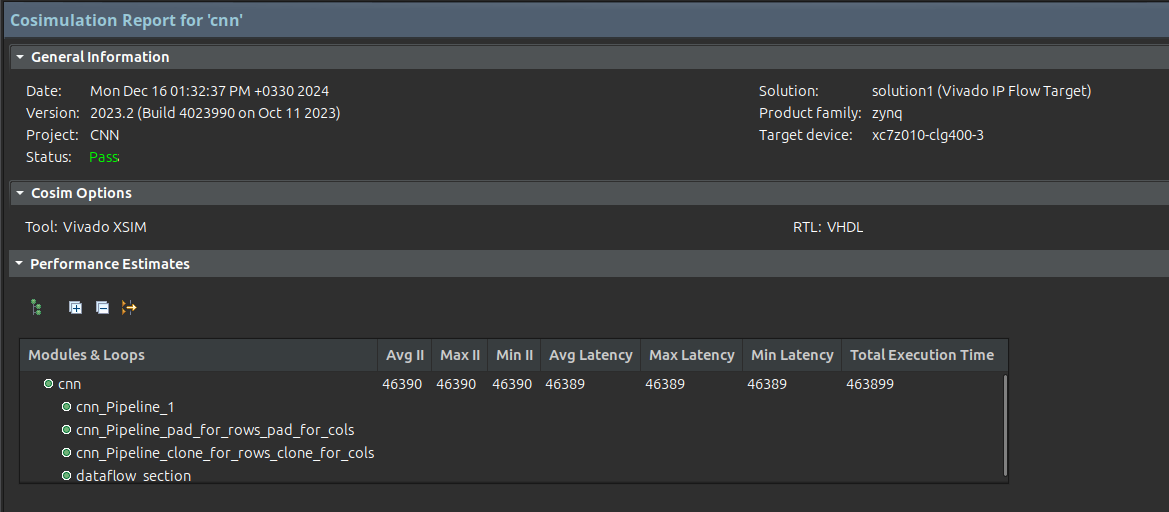 Cosimulation Report for 'cnn'
General Information
Date: Mon Dec 16 01:32:37 PM +0330 2024 Solution: solution1 (Vivado IP Flow Target)
Version: 2023.2 (Build 4023990 on Oct 11 2023) Product family: zynq
Project: CNN Target device: xc7z010-clg400-3
Status: Pass
Cosim Options
Tool: Vivado XSIM RTL: VHDL
Performance Estimates
Modules & Loops Avg II Max II Min II Avg Latency Max Latency Min Latency Total Execution Time
cnn 46390 46390 46390 46389 46389 46389 463899
cnn_Pipeline_1
cnn_Pipeline_pad_for_rows_pad_for_cols
cnn_Pipeline_clone_for_rows_clone_for_cols
dataflow_section